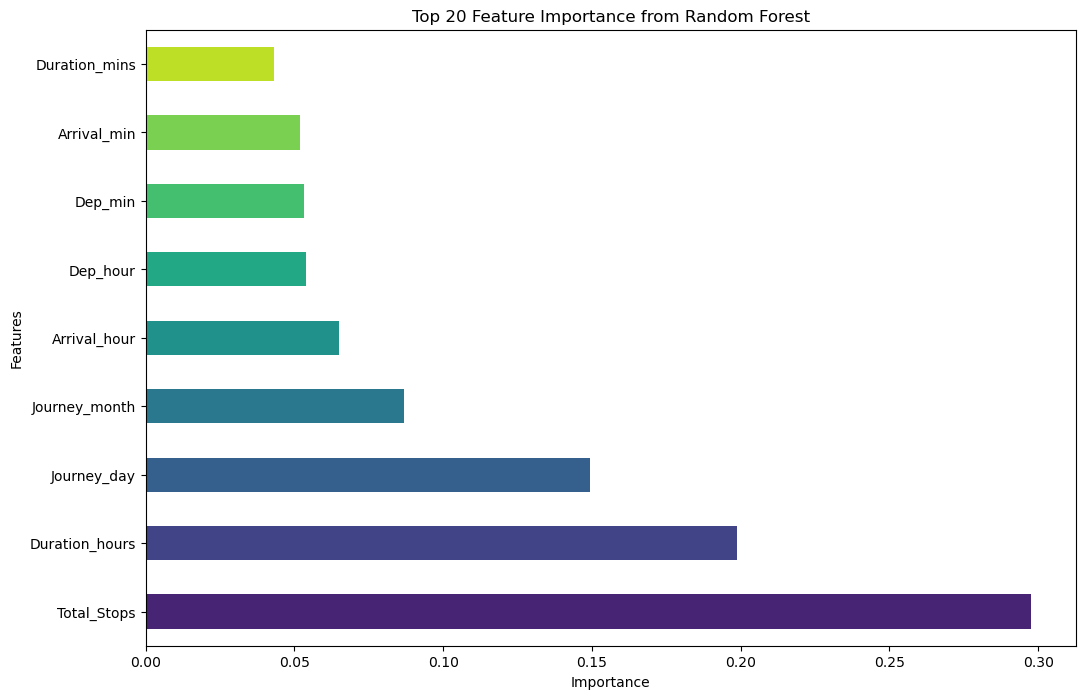 Top 20 Feature Importance from Random Forest
Features
Duration_mins
Arrival_min
Dep_min
Dep_hour
Arrival_hour
Journey_month
Journey_day
Duration_hours
Total_Stops
0.00 0.05 0.10 0.15 0.20 0.25 0.30
Importance